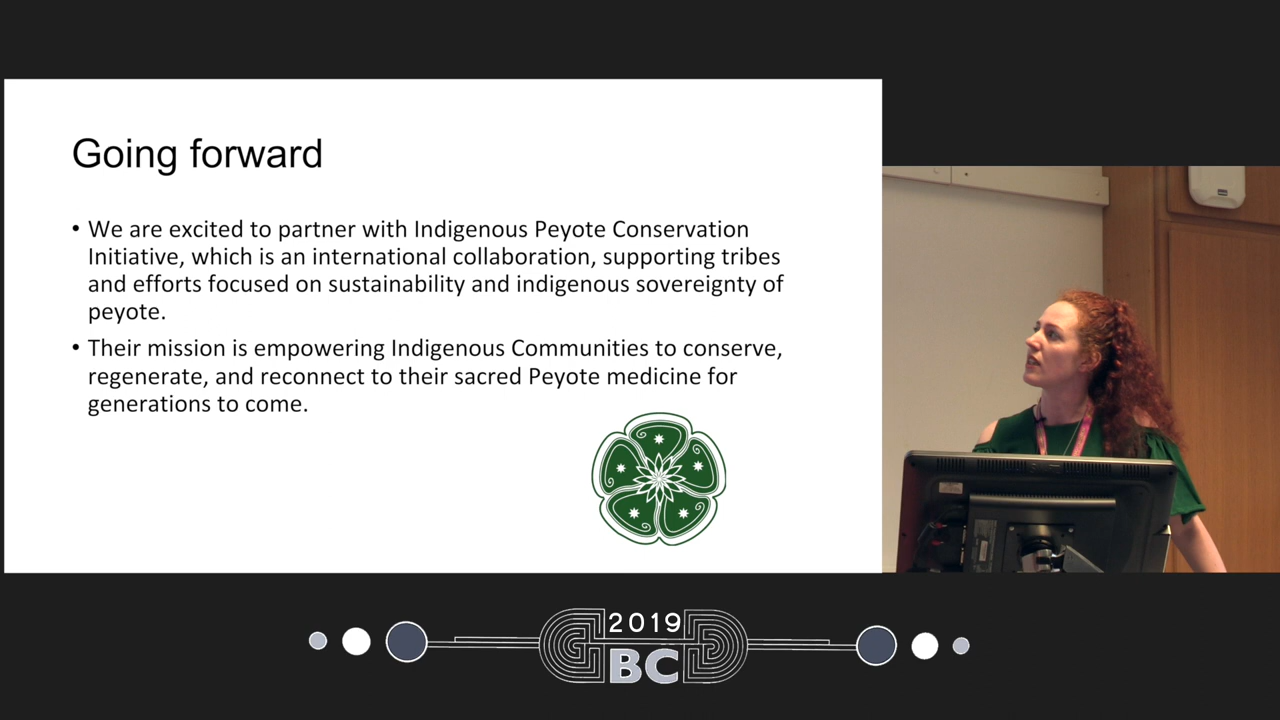 Going forward
• We are excited to partner with Indigenous Peyote Conservation
Initiative, which is an international collaboration, supporting tribes
and efforts focused on sustainability and indigenous sovereignty of
peyote.
• Their mission is empowering Indigenous Communities to conserve,
regenerate, and reconnect to their sacred Peyote medicine for
generations to come.
2019
BC